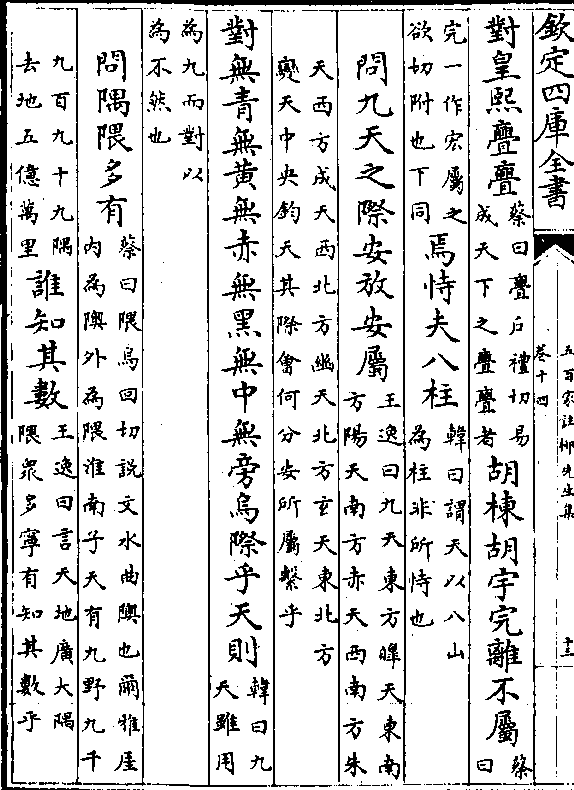 欽定四庫全書
五百家註柳先生集
卷十四
十三
對皇熙亹亹
蔡曰亹户禮切易
成天下之亹亹者
胡棟胡宇完離不屬
蔡曰
完一作宏屬之
欲切附也下同
焉恃夫八柱
韓曰謂天以八山
為柱非所恃也
問九天之際安放安屬
王逸曰九天東方皥天東南
方陽天南方赤天西南方朱
天西方成天西北方幽天北方玄天東北方
變天中央鈞天其際會何分安所屬繫乎
對無青無黄無赤無黑無中無旁烏際乎天則
韓曰九
天雖用
為九而對以
為不然也
問隅隈多有
蔡曰隈烏回切說文水曲隩也爾雅厓
内為隩外為隈淮南子天有九野九千
九百九十九隅
去地五億萬里
誰知其數
王逸曰言天地廣大隅
隈衆多寧有知其數乎